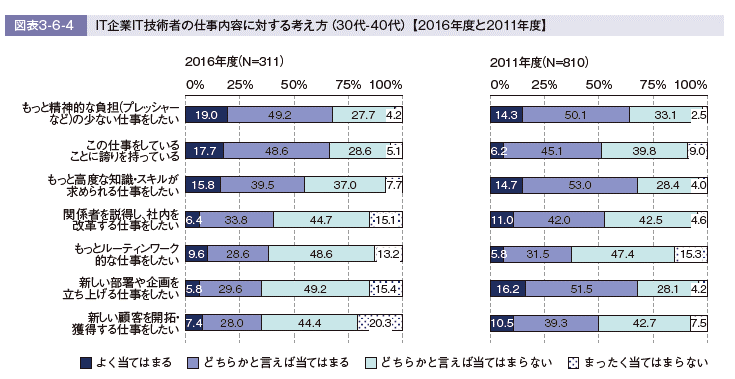 図表3-6-4 IT企業IT技術者の仕事内容に対する考え方（30代-40代）【2016年度と2011年度】
2016年度(N=311) 2011年度(N=810)
0% 25% 50% 75% 100% 0% 25% 50% 75% 100%
もっと精神的な負担(プレッシャー
など)の少ない仕事をしたい
19.0 49.2 27.7 4.2 14.3 50.1 33.1 2.5
この仕事をしている
ことに誇りを持っている
17.7 48.6 28.6 5.1 6.2 45.1 39.8 9.0
もっと高度な知識・スキルが
求められる仕事をしたい
15.8 39.5 37.0 7.7 14.7 53.0 28.4 4.0
関係者を説得し、社内を
改革する仕事をしたい
6.4 33.8 44.7 15.1 11.0 42.0 42.5 4.6
もっとルーティンワーク
的な仕事をしたい
9.6 28.6 48.6 13.2 5.8 31.5 47.4 15.3
新しい部署や企画を
立ち上げる仕事をしたい
5.8 29.6 49.2 15.4 16.2 51.5 28.1 4.2
新しい顧客を開拓・
獲得する仕事をしたい
7.4 28.0 44.4 20.3 10.5 39.3 42.7 7.5
よく当てはまる どちらかと言えば当てはまる どちらかと言えば当てはまらない まったく当てはまらない